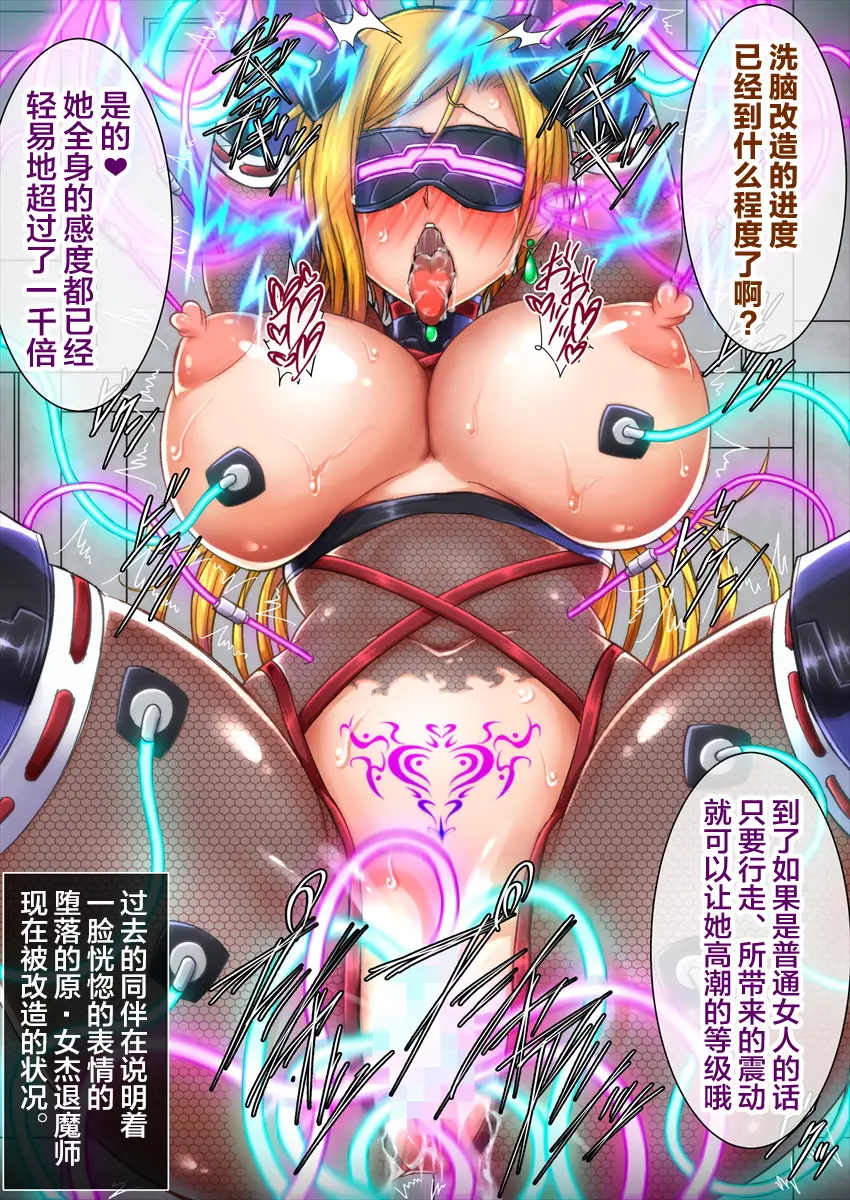 洗脑改造的进度
已经到什么程度了啊?
是的♥
她全身的感度都已经
轻易地超过了一千倍
到了如果是普通女人的话
只要行走、所带来的震动
就可以让她高潮的等级哦
过去的同伴在说明着
一脸恍惚的表情的
堕落的原·女杰退魔师
现在被改造的状况。